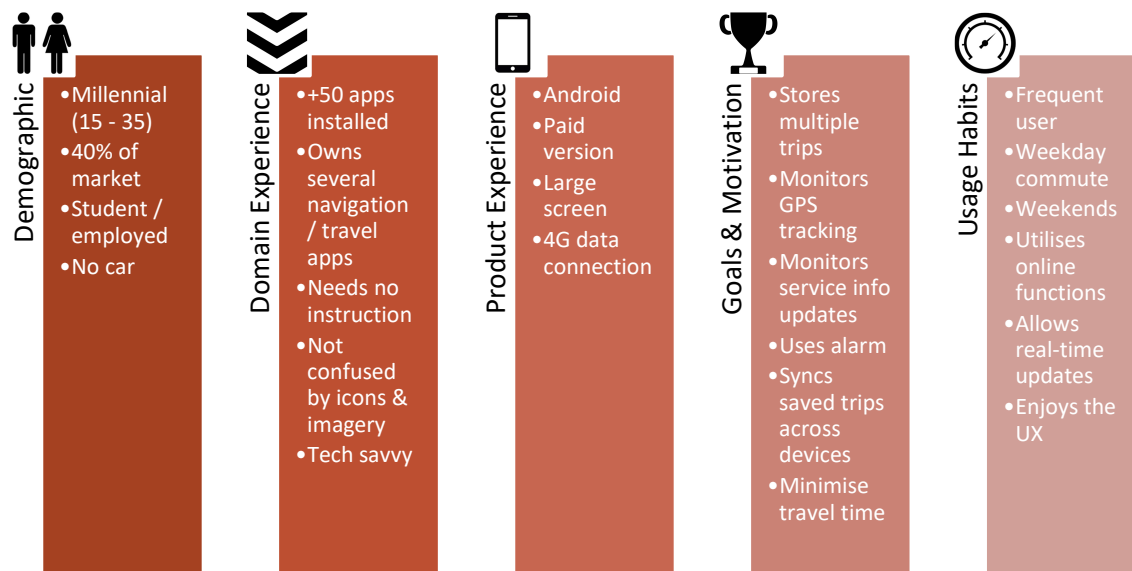 Demographic
•Millennial
(15 - 35)
•40% of
market
•Student /
employed
•No car
Domain Experience
•+50 apps
installed
•Owns
several
navigation
/ travel
apps
•Needs no
instruction
•Not
confused
by icons &
imagery
•Tech savvy
Product Experience
•Android
•Paid
version
•Large
screen
•4G data
connection
Goals & Motivation
•Stores
multiple
trips
•Monitors
GPS
tracking
•Monitors
service info
updates
•Uses alarm
•Syncs
saved trips
across
devices
•Minimise
travel time
Usage Habits
•Frequent
user
•Weekday
commute
•Weekends
•Utilises
online
functions
•Allows
real-time
updates
•Enjoys the
UX